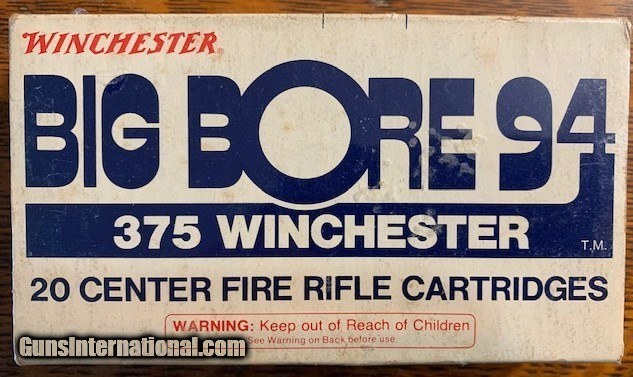 WINCHESTER®
BIG BORE 94
375 WINCHESTER T.M.
20 CENTER FIRE RIFLE CARTRIDGES
WARNING: Keep out of Reach of Children
See Warning on Back before use.
GunsInternational.com